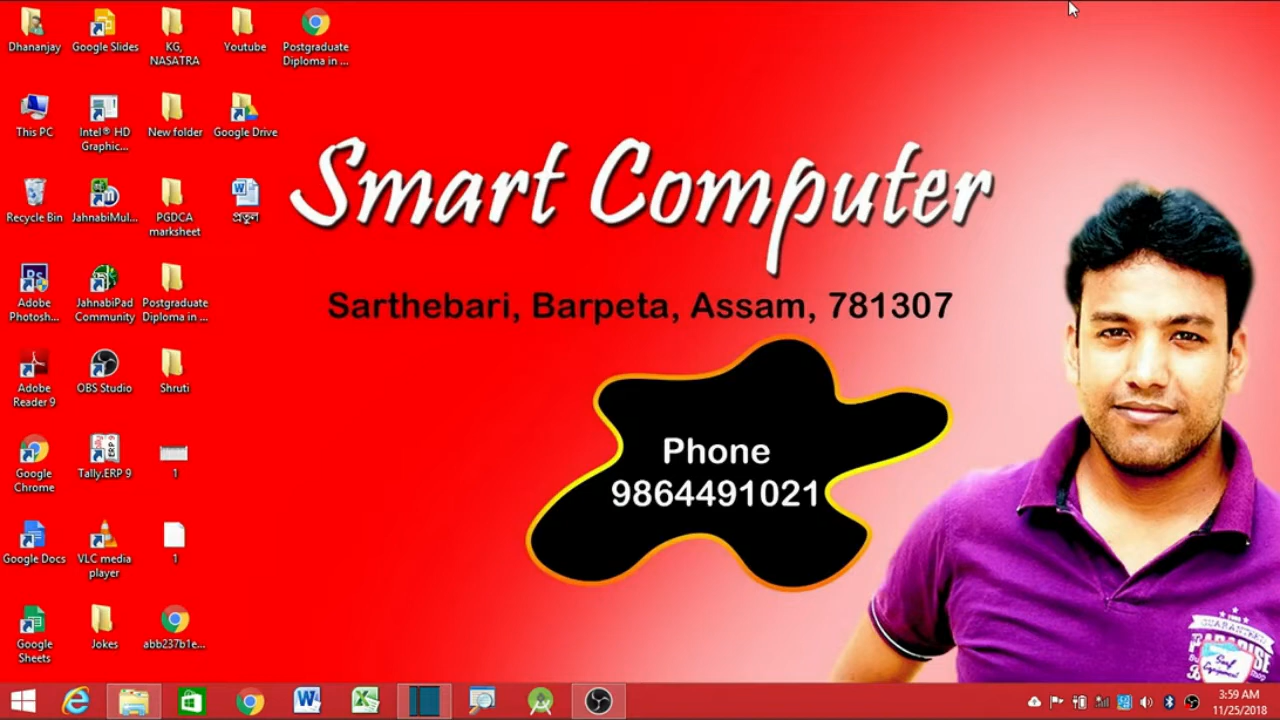 Dhananjay
Google Slides
KG,
NASATRA
Youtube
Postgraduate
Diploma in ...
This PC
Intel® HD
Graphic...
New folder
Google Drive
Recycle Bin
JahnabiMul...
PGDCA
marksheet
প্ৰতুল
Adobe
Photosh...
JahnabiPad
Community
Postgraduate
Diploma in ...
Adobe
Reader 9
OBS Studio
Shruti
Google
Chrome
Tally.ERP 9
1
Google Docs
VLC media
player
1
Google
Sheets
Jokes
abb237b1e...
Smart Computer
Sarthebari, Barpeta, Assam, 781307
Phone
9864491021
3:59 AM
11/25/2018